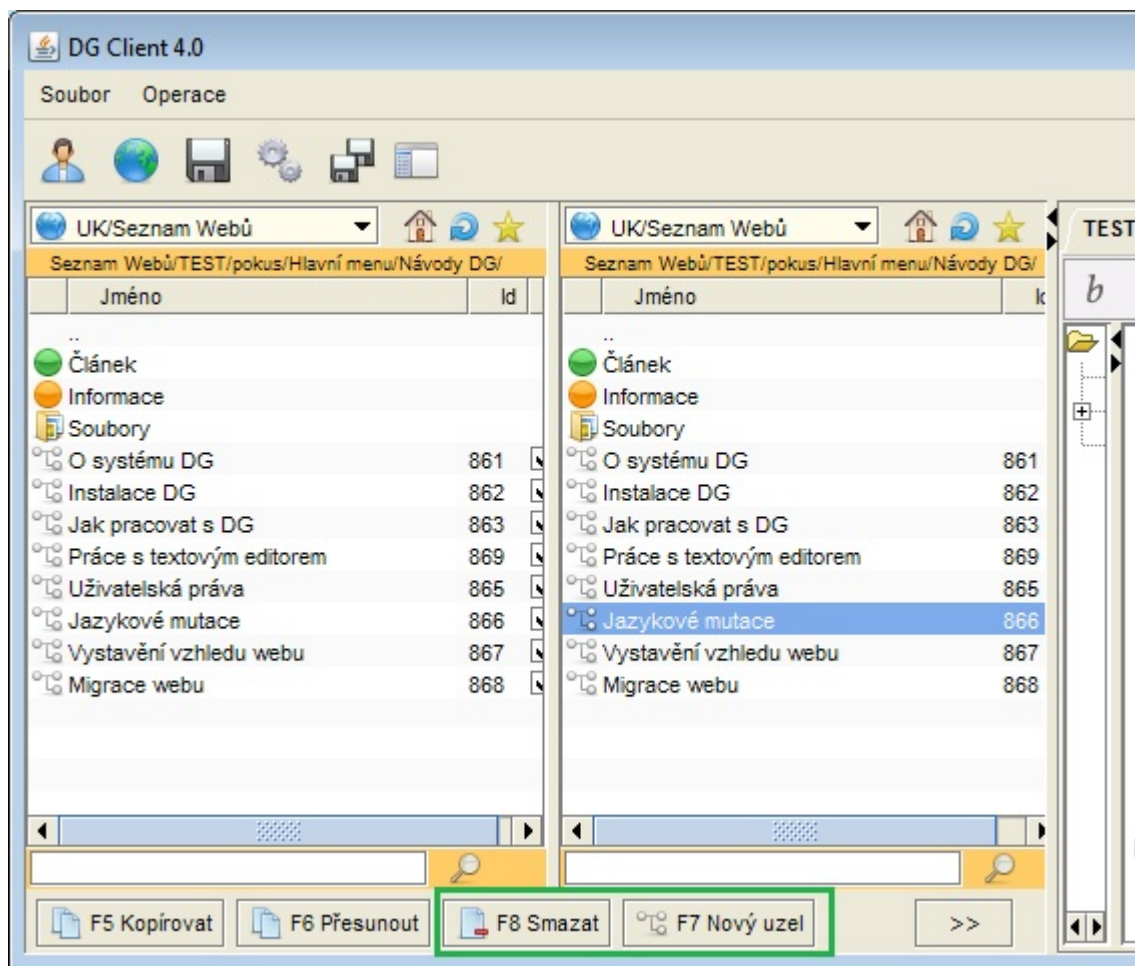 DG Client 4.0
Soubor Operace
UK/Seznam Webů
Seznam Webů/TEST/pokus/Hlavní menu/Návody DG/
Jméno Id
..
Článek
Informace
Soubory
O systému DG 861
Instalace DG 862
Jak pracovat s DG 863
Práce s textovým editorem 869
Uživatelská práva 865
Jazykové mutace 866
Vystavění vzhledu webu 867
Migrace webu 868
UK/Seznam Webů
Seznam Webů/TEST/pokus/Hlavní menu/Návody DG/
Jméno
..
Článek
Informace
Soubory
O systému DG 861
Instalace DG 862
Jak pracovat s DG 863
Práce s textovým editorem 869
Uživatelská práva 865
Jazykové mutace 866
Vystavění vzhledu webu 867
Migrace webu 868
TEST
b
F5 Kopírovat F6 Přesunout F8 Smazat F7 Nový uzel >>